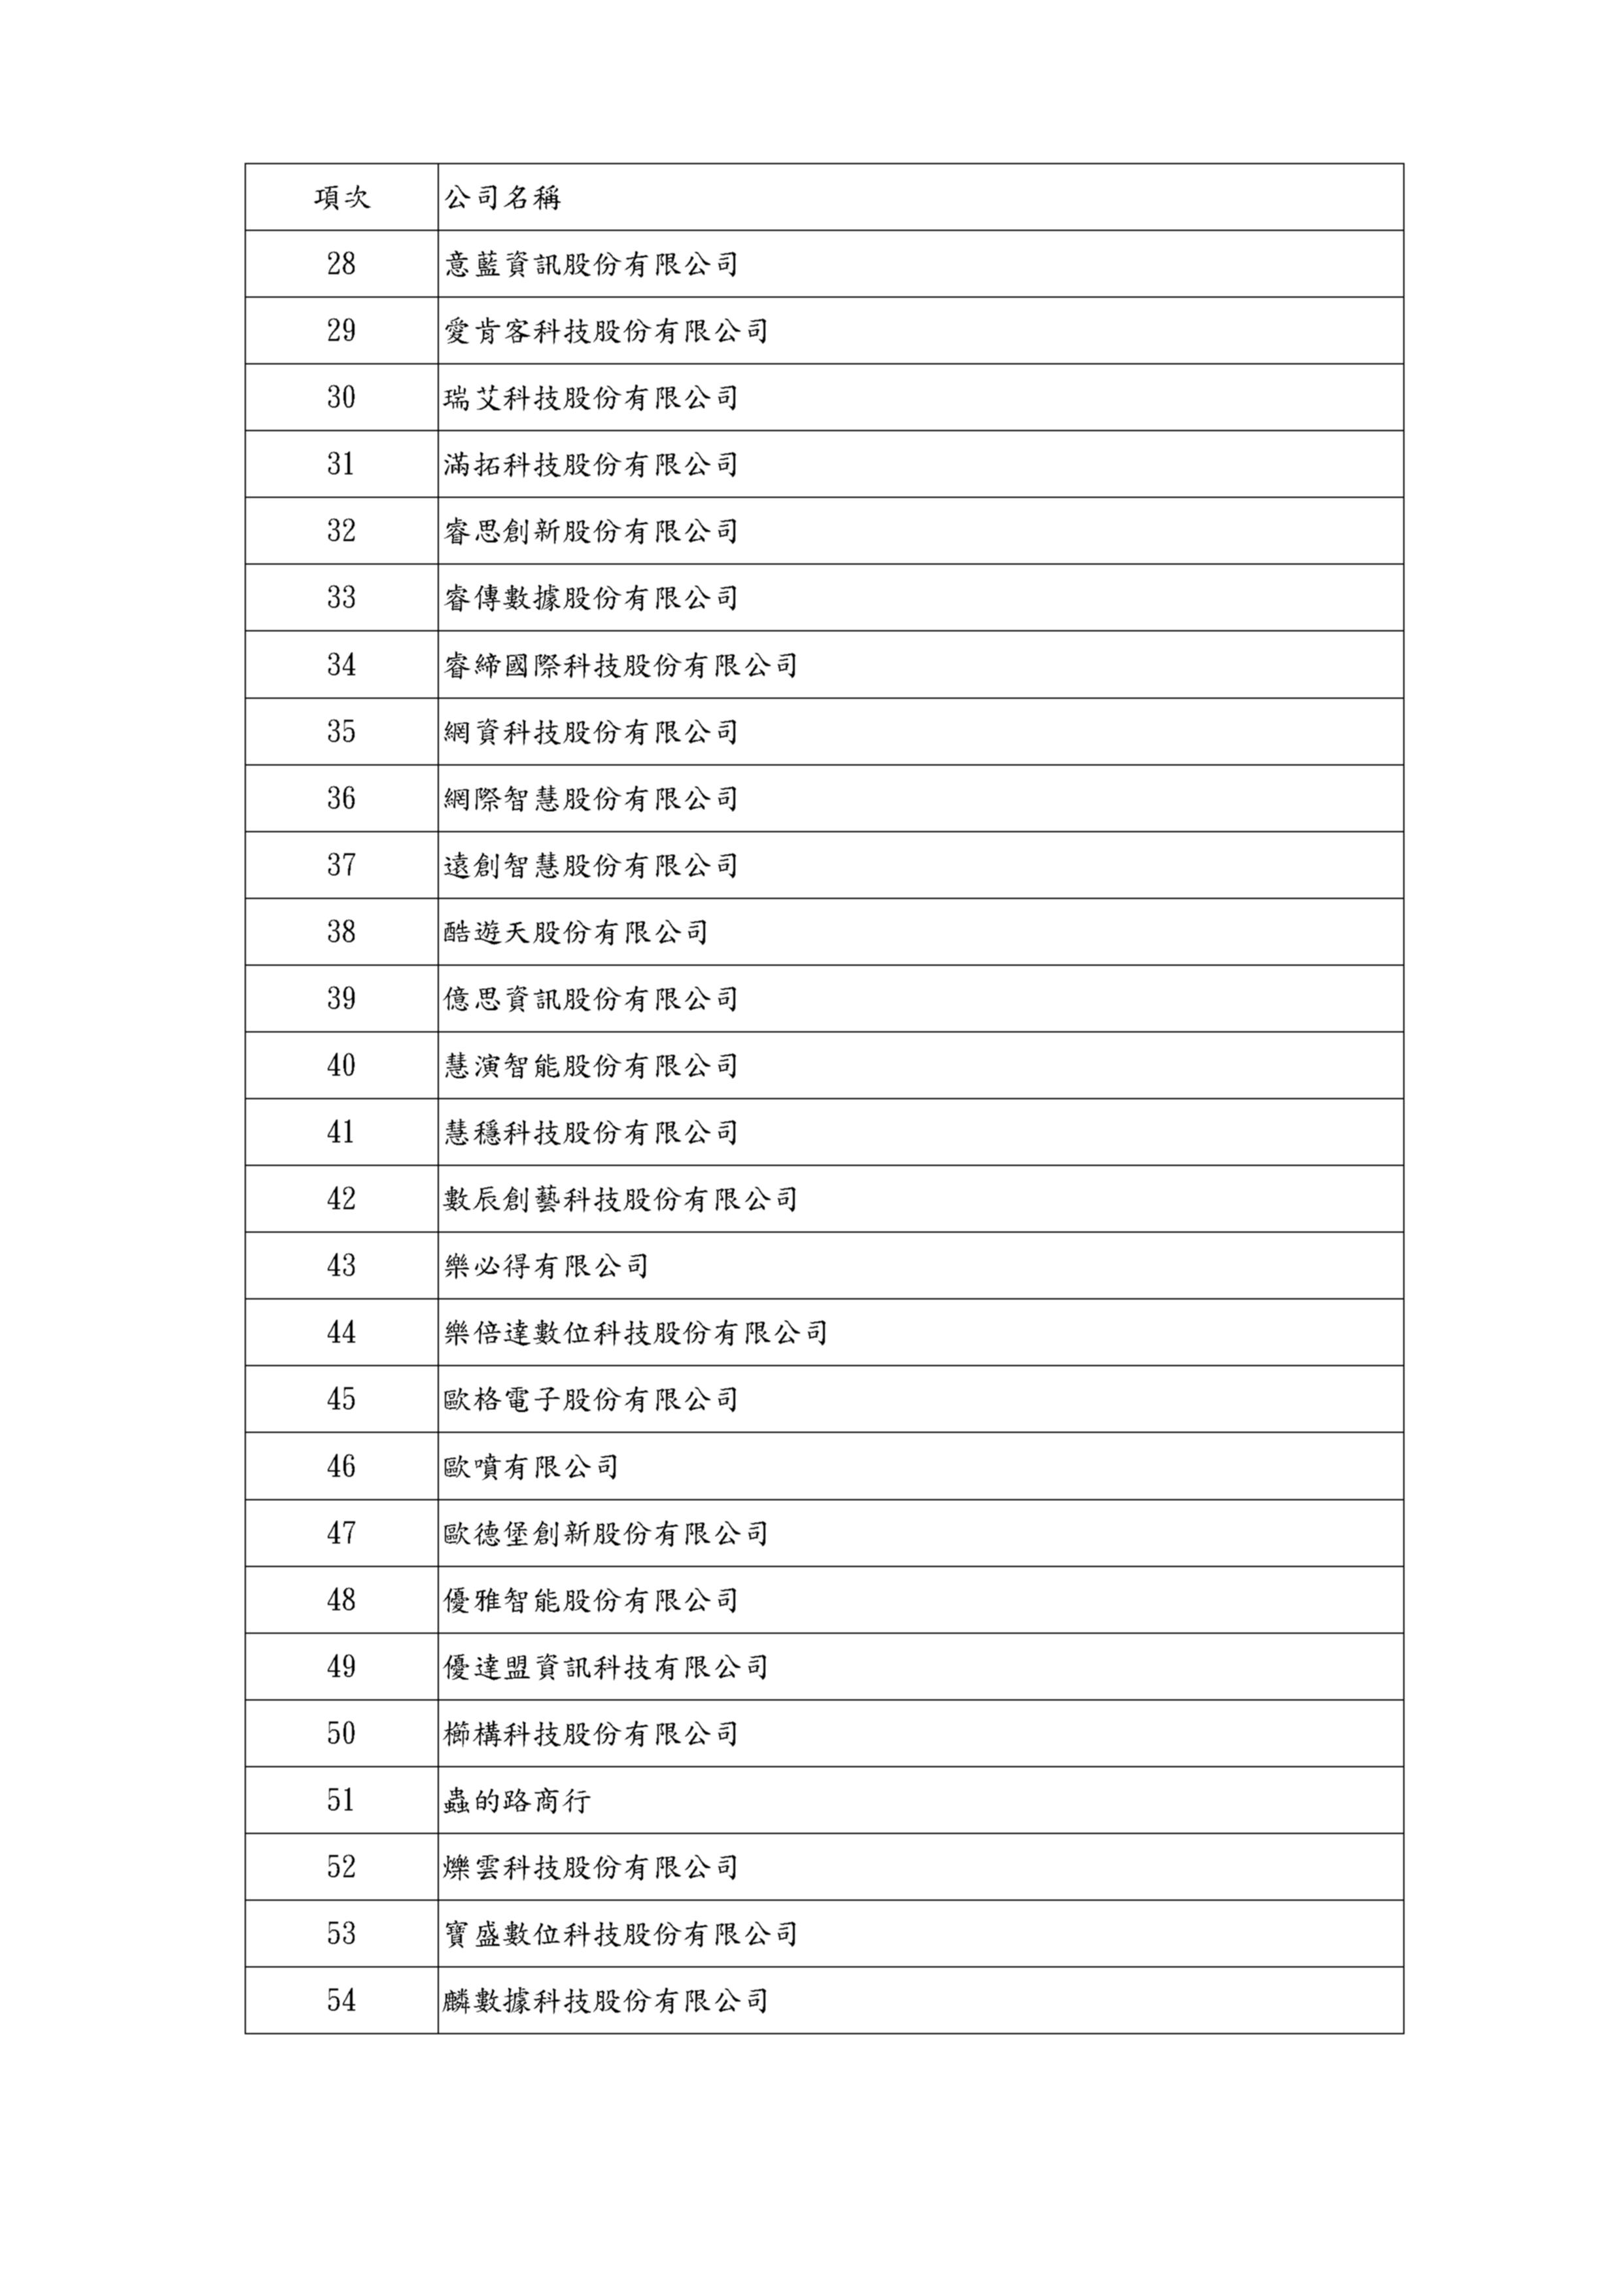 項次 公司名稱
28 意藍資訊股份有限公司
29 愛肯客科技股份有限公司
30 瑞艾科技股份有限公司
31 滿拓科技股份有限公司
32 睿思創新股份有限公司
33 睿傳數據股份有限公司
34 睿締國際科技股份有限公司
35 網資科技股份有限公司
36 網際智慧股份有限公司
37 遠創智慧股份有限公司
38 酷遊天股份有限公司
39 億思資訊股份有限公司
40 慧演智能股份有限公司
41 慧穩科技股份有限公司
42 數辰創藝科技股份有限公司
43 樂必得有限公司
44 樂倍達數位科技股份有限公司
45 歐格電子股份有限公司
46 歐噴有限公司
47 歐德堡創新股份有限公司
48 優雅智能股份有限公司
49 優達盟資訊科技有限公司
50 櫛構科技股份有限公司
51 蟲的路商行
52 爍雲科技股份有限公司
53 寶盛數位科技股份有限公司
54 麟數據科技股份有限公司